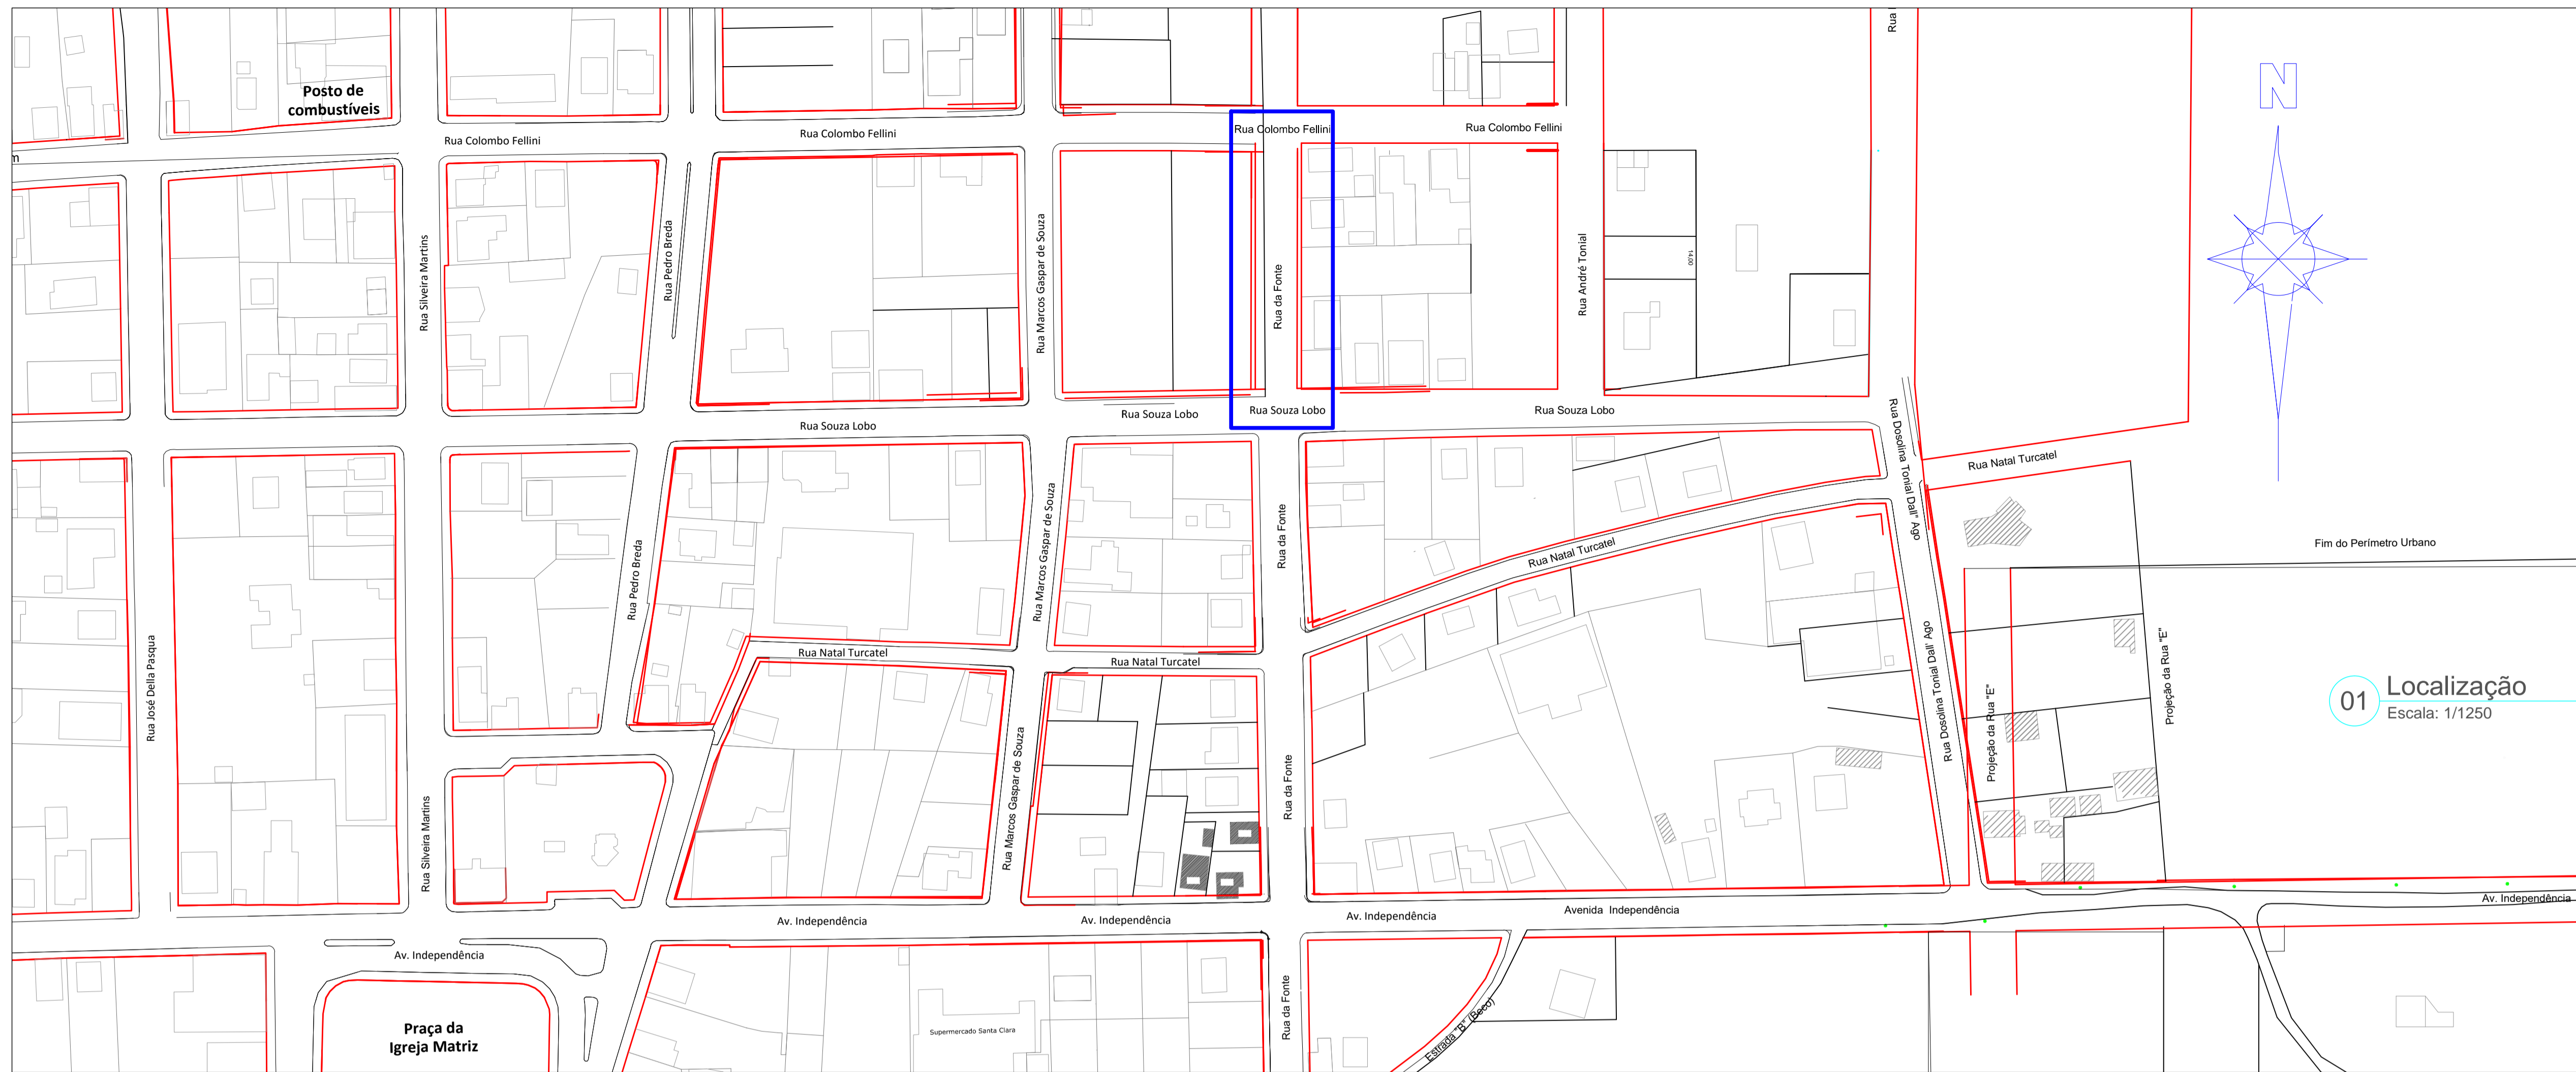 Rua
N
Posto de
combustíveis
Rua Colombo Fellini
Rua Colombo Fellini
Rua Colombo Fellini
Rua Colombo Fellini
m
Rua Silveira Martins
Rua Pedro Breda
Rua Marcos Gaspar de Souza
Rua da Fonte
Rua André Tonial
14,00
Rua Souza Lobo
Rua Souza Lobo
Rua Souza Lobo
Rua Souza Lobo
Rua Dosolina Tonial Dall" Ago
Rua Natal Turcatel
Fim do Perímetro Urbano
Rua Pedro Breda
Rua Marcos Gaspar de Souza
Rua da Fonte
Rua Natal Turcatel
Rua José Della Pasqua
Rua Natal Turcatel
Rua Natal Turcatel
Rua Dosolina Tonial Dall' Ago
Projeção da Rua "E"
Projeção da Rua "E"
01
Localização
Escala: 1/1250
Rua Silveira Martins
Rua Marcos Gaspar de Souza
Rua da Fonte
Av. Independência
Av. Independência
Av. Independência
Avenida Independência
Av. Independência
Av. Independência
Praça da
Igreja Matriz
Supermercado Santa Clara
Rua da Fonte
Estrada "B" (Beco)